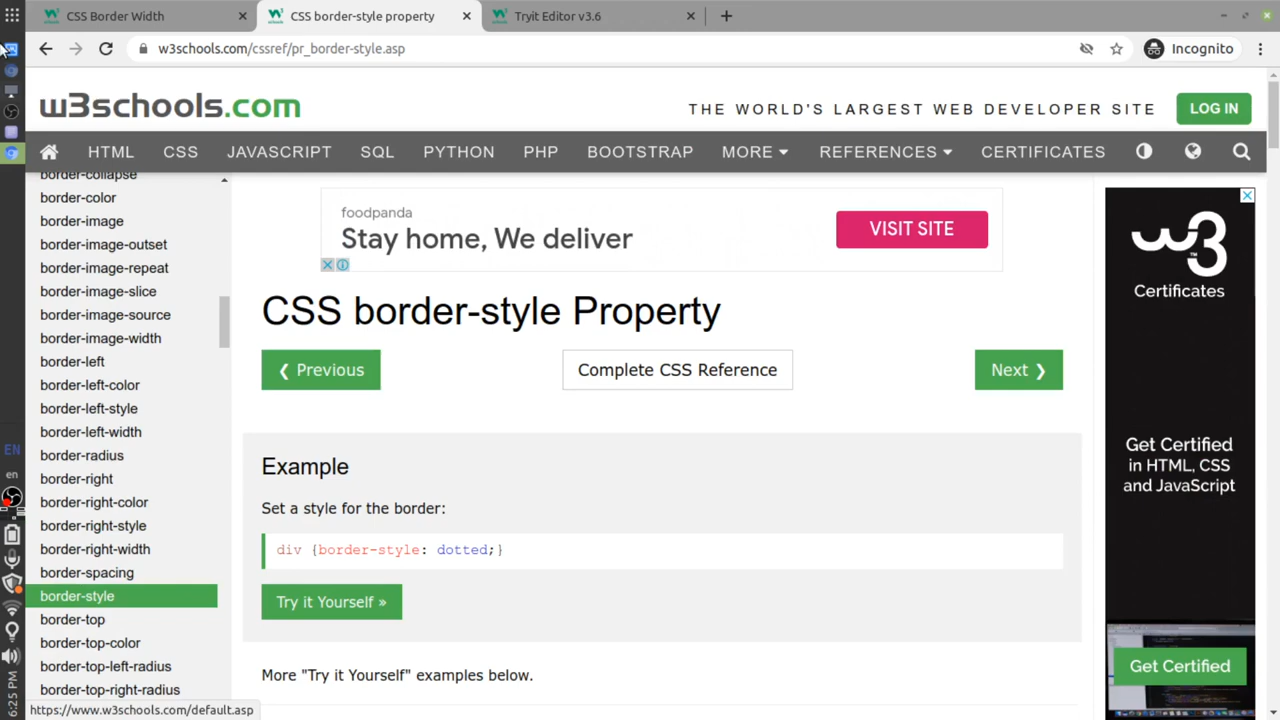 CSS Border Width
CSS border-style property
Tryit Editor v3.6
w3schools.com/cssref/pr_border-style.asp
Incognito
w3schools.com
THE WORLD'S LARGEST WEB DEVELOPER SITE
LOG IN
HTML CSS JAVASCRIPT SQL PYTHON PHP BOOTSTRAP MORE REFERENCES CERTIFICATES
border-collapse
border-color
border-image
border-image-outset
border-image-repeat
border-image-slice
border-image-source
border-image-width
border-left
border-left-color
border-left-style
border-left-width
border-radius
border-right
border-right-color
border-right-style
border-right-width
border-spacing
border-style
border-top
border-top-color
border-top-left-radius
border-top-right-radius
https://www.w3schools.com/default.asp
foodpanda
Stay home, We deliver
VISIT SITE
CSS border-style Property
❮ Previous
Complete CSS Reference
Next ❯
Example
Set a style for the border:
div {border-style: dotted;}
Try it Yourself »
More "Try it Yourself" examples below.
w3
TM
Certificates
Get Certified
in HTML, CSS
and JavaScript
Get Certified
EN
en
6:25 PM